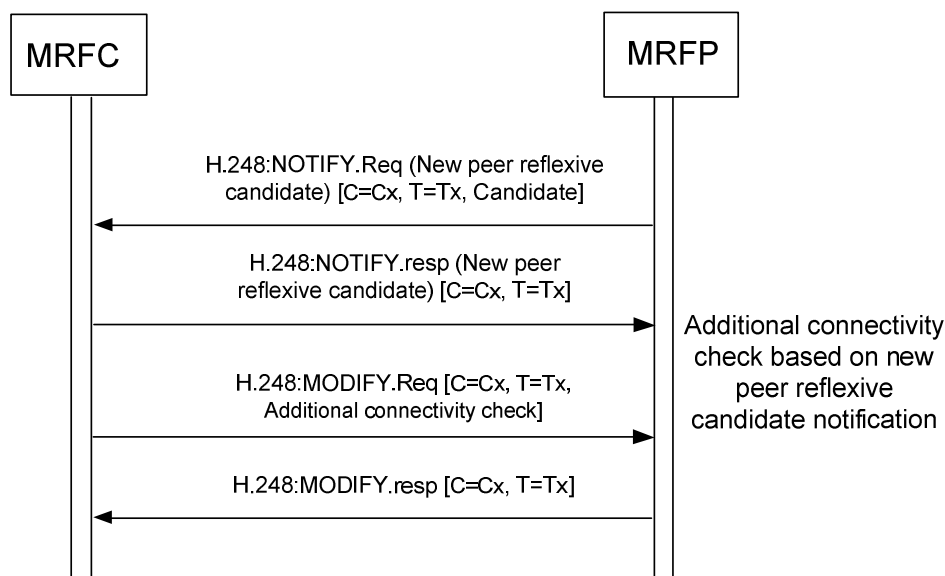 MRFC
MRFP
H.248:NOTIFY.Req (New peer reflexive
candidate) [C=Cx, T=Tx, Candidate]
H.248:NOTIFY.resp (New peer
reflexive candidate) [C=Cx, T=Tx]
H.248:MODIFY.Req [C=Cx, T=Tx,
Additional connectivity check]
H.248:MODIFY.resp [C=Cx, T=Tx]
Additional connectivity
check based on new
peer reflexive
candidate notification